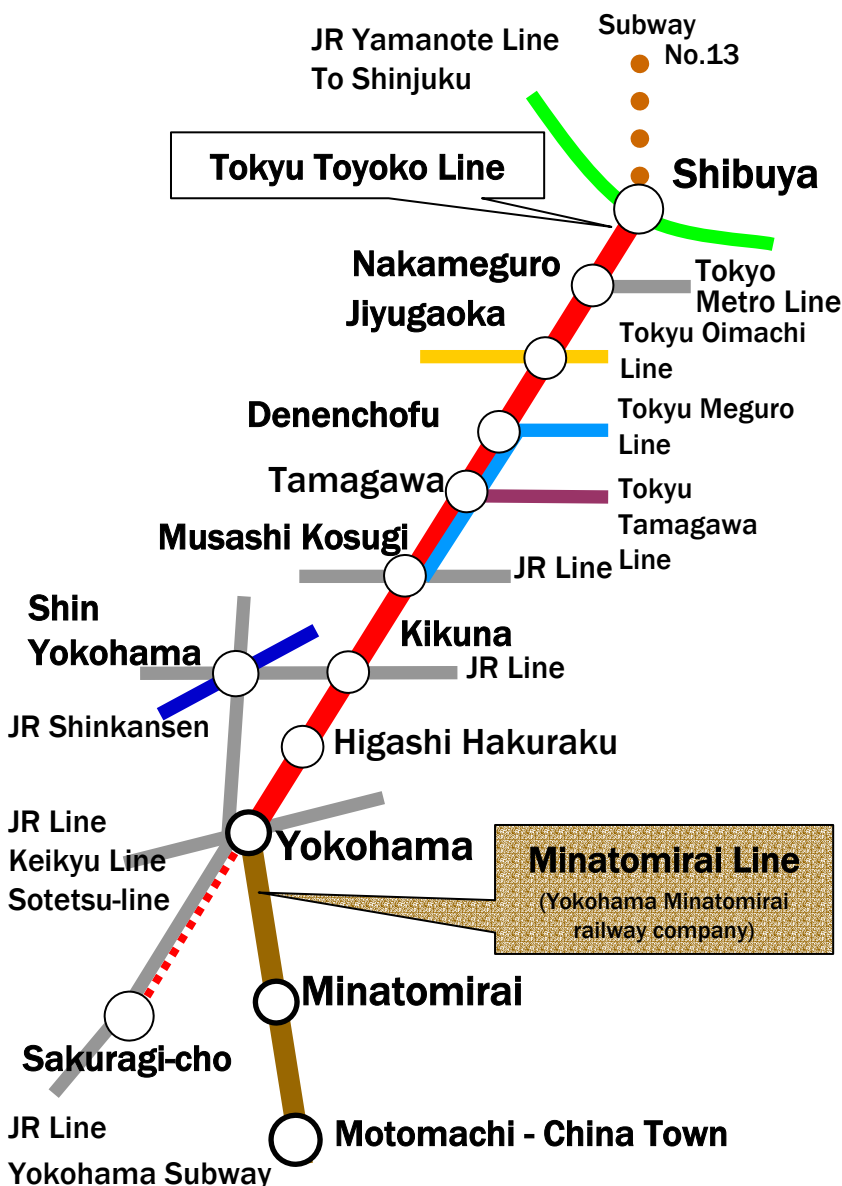 Subway
No.13
JR Yamanote Line
To Shinjuku
Tokyu Toyoko Line
Shibuya
Nakameguro
Tokyo
Metro Line
Jiyugaoka
Tokyu Oimachi
Line
Denenchofu
Tokyu Meguro
Line
Tamagawa
Tokyu
Tamagawa
Line
Musashi Kosugi
JR Line
Shin
Yokohama
Kikuna
JR Line
JR Shinkansen
Higashi Hakuraku
JR Line
Keikyu Line
Sotetsu-line
Yokohama
Minatomirai Line
(Yokohama Minatomirai
railway company)
Minatomirai
Sakuragi-cho
Motomachi - China Town
JR Line
Yokohama Subway